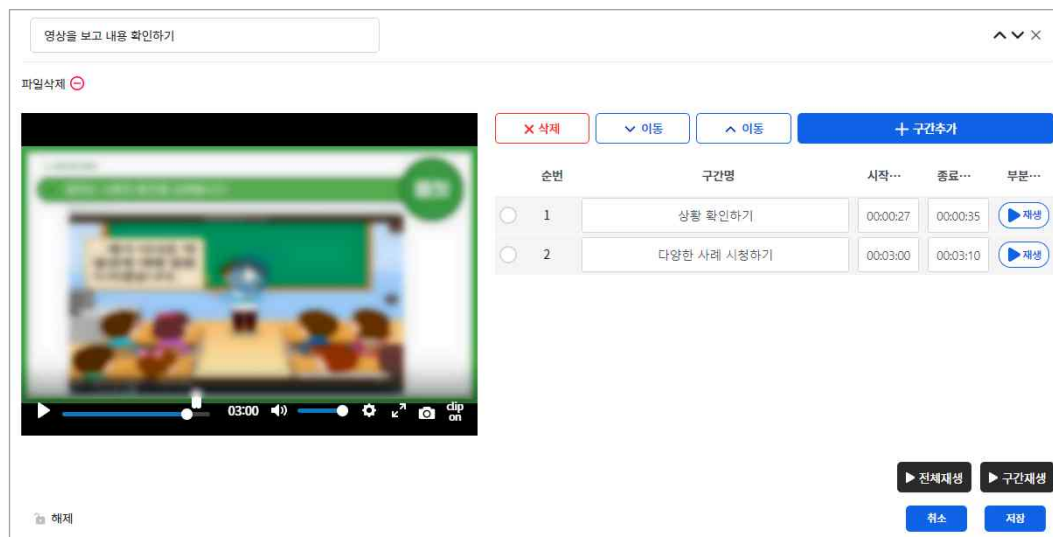 영상을 보고 내용 확인하기
파일삭제
삭제 이동 이동 구간추가
순번 구간명 시작… 종료… 부분…
1 상황 확인하기 00:00:27 00:00:35 재생
2 다양한 사례 시청하기 00:03:00 00:03:10 재생
03:00 clip on
전체재생 구간재생
해제 취소 저장